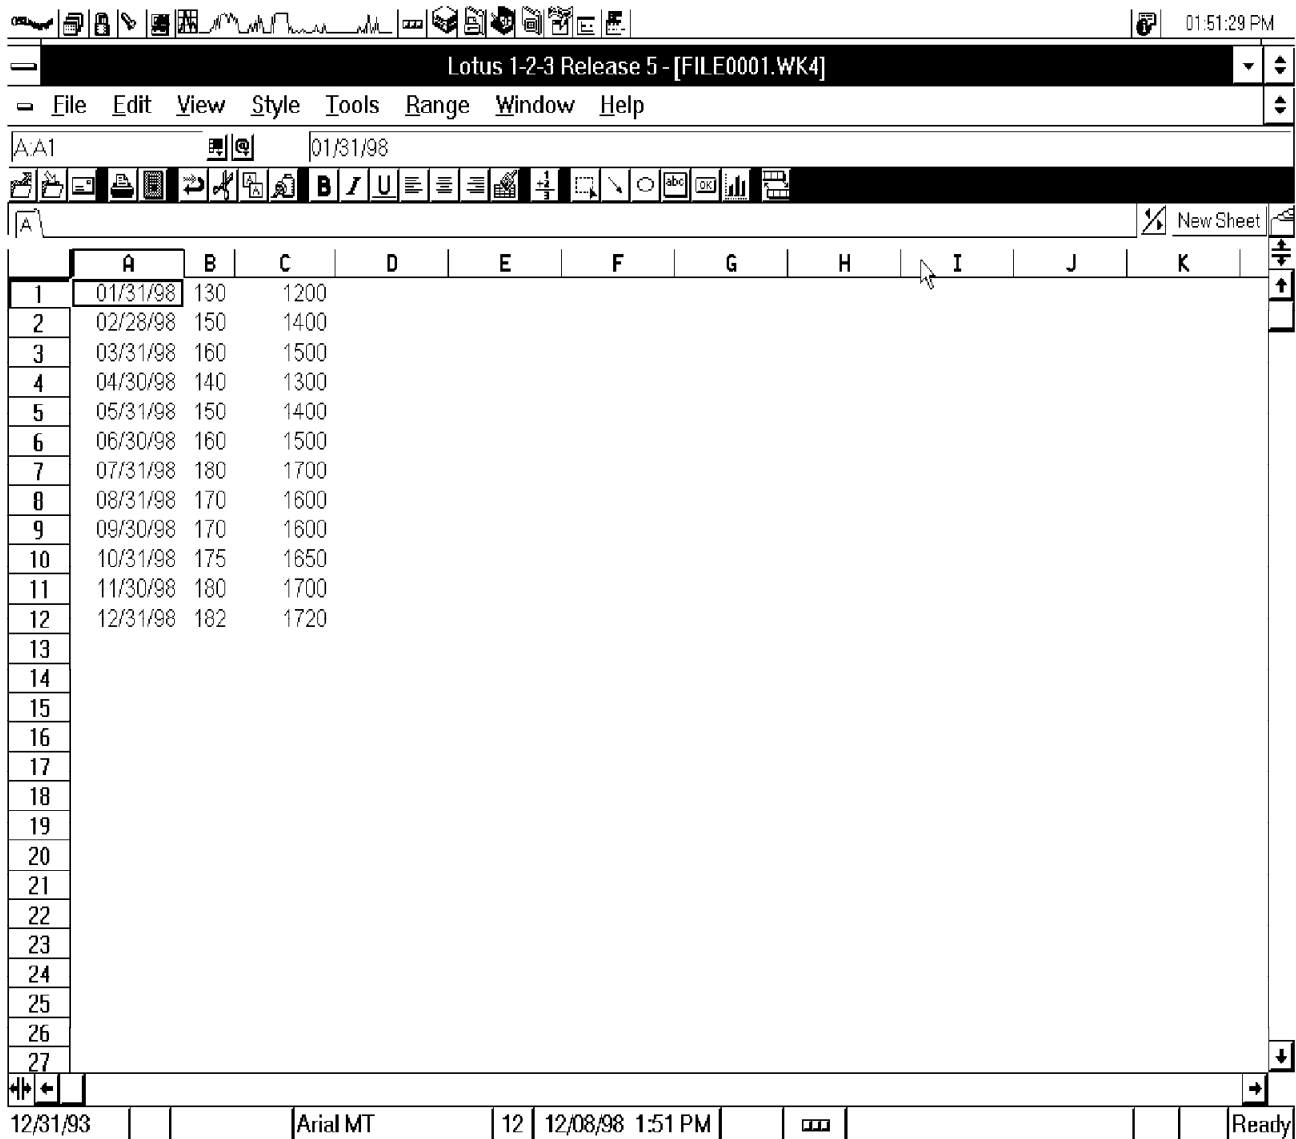 01:51:29 PM
Lotus 1-2-3 Release 5 - [FILE0001.WK4]
File Edit View Style Tools Range Window Help
A:A1 @ 01/31/98
B I U abc OK
A New Sheet
A B C D E F G H I J K
1 01/31/98 130 1200
2 02/28/98 150 1400
3 03/31/98 160 1500
4 04/30/98 140 1300
5 05/31/98 150 1400
6 06/30/98 160 1500
7 07/31/98 180 1700
8 08/31/98 170 1600
9 09/30/98 170 1600
10 10/31/98 175 1650
11 11/30/98 180 1700
12 12/31/98 182 1720
13
14
15
16
17
18
19
20
21
22
23
24
25
26
27
12/31/93 Arial MT 12 12/08/98 1:51 PM Ready